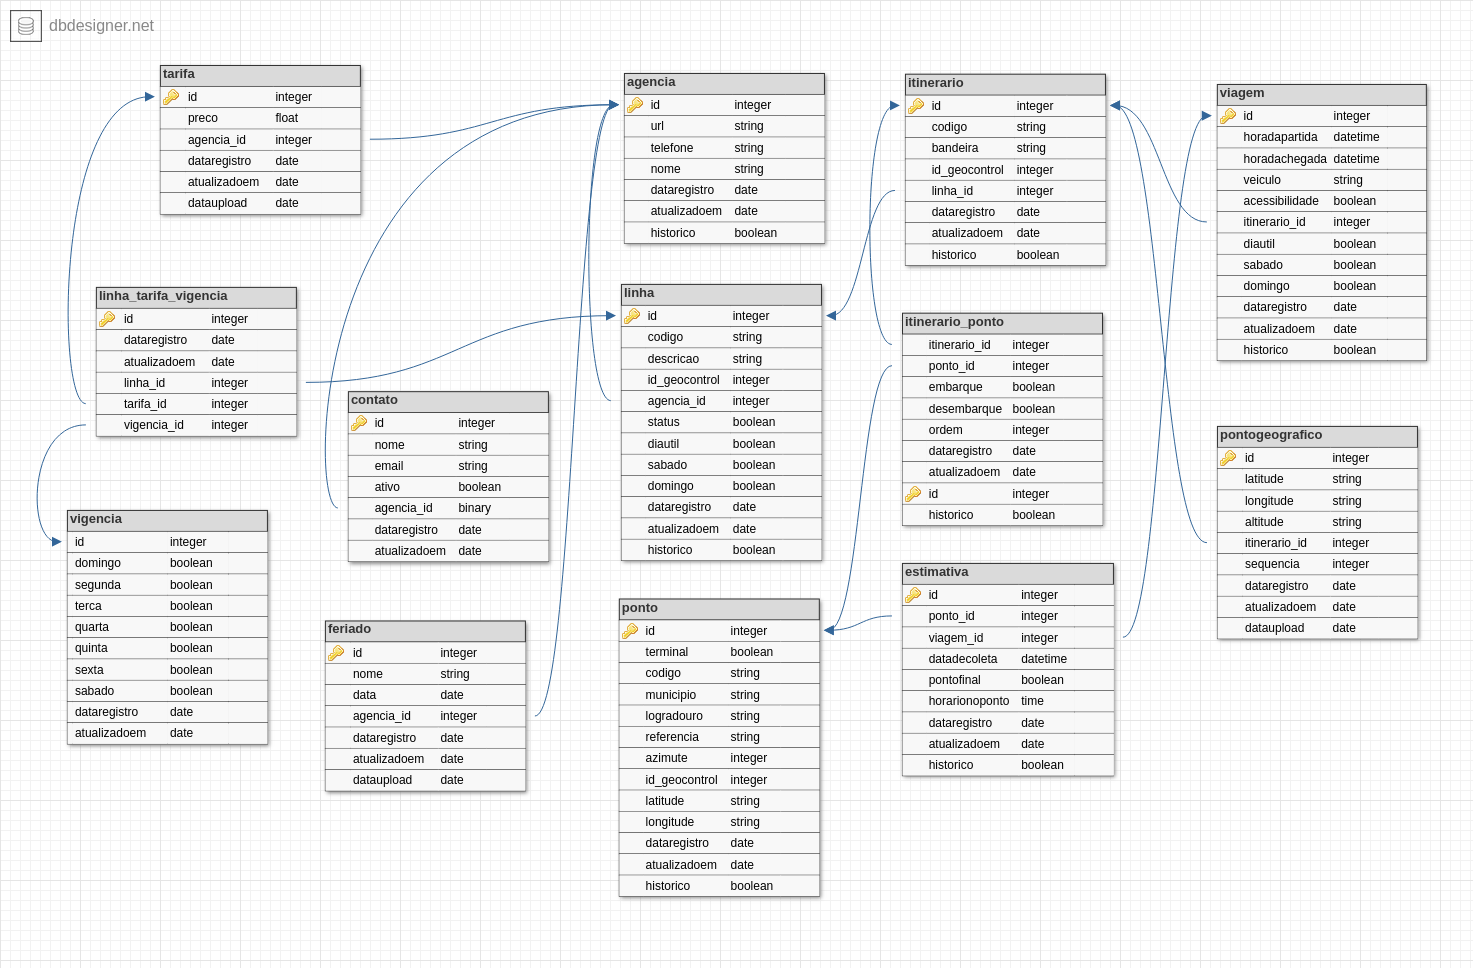 dbdesigner.net
tarifa
id integer
preco float
agencia_id integer
dataregistro date
atualizadoem date
dataupload date
agencia
id integer
url string
telefone string
nome string
dataregistro date
atualizadoem date
historico boolean
itinerario
id integer
codigo string
bandeira string
id_geocontrol integer
linha_id integer
dataregistro date
atualizadoem date
historico boolean
viagem
id integer
horadapartida datetime
horadachegada datetime
veiculo string
acessibilidade boolean
itinerario_id integer
diautil boolean
sabado boolean
domingo boolean
dataregistro date
atualizadoem date
historico boolean
linha_tarifa_vigencia
id integer
dataregistro date
atualizadoem date
linha_id integer
tarifa_id integer
vigencia_id integer
linha
id integer
codigo string
descricao string
id_geocontrol integer
agencia_id integer
status boolean
diautil boolean
sabado boolean
domingo boolean
dataregistro date
atualizadoem date
historico boolean
itinerario_ponto
itinerario_id integer
ponto_id integer
embarque boolean
desembarque boolean
ordem integer
dataregistro date
atualizadoem date
id integer
historico boolean
contato
id integer
nome string
email string
ativo boolean
agencia_id binary
dataregistro date
atualizadoem date
pontogeografico
id integer
latitude string
longitude string
altitude string
itinerario_id integer
sequencia integer
dataregistro date
atualizadoem date
dataupload date
vigencia
id integer
domingo boolean
segunda boolean
terca boolean
quarta boolean
quinta boolean
sexta boolean
sabado boolean
dataregistro date
atualizadoem date
feriado
id integer
nome string
data date
agencia_id integer
dataregistro date
atualizadoem date
dataupload date
ponto
id integer
terminal boolean
codigo string
municipio string
logradouro string
referencia string
azimute integer
id_geocontrol integer
latitude string
longitude string
dataregistro date
atualizadoem date
historico boolean
estimativa
id integer
ponto_id integer
viagem_id integer
datadecoleta datetime
pontofinal boolean
horarionoponto time
dataregistro date
atualizadoem date
historico boolean